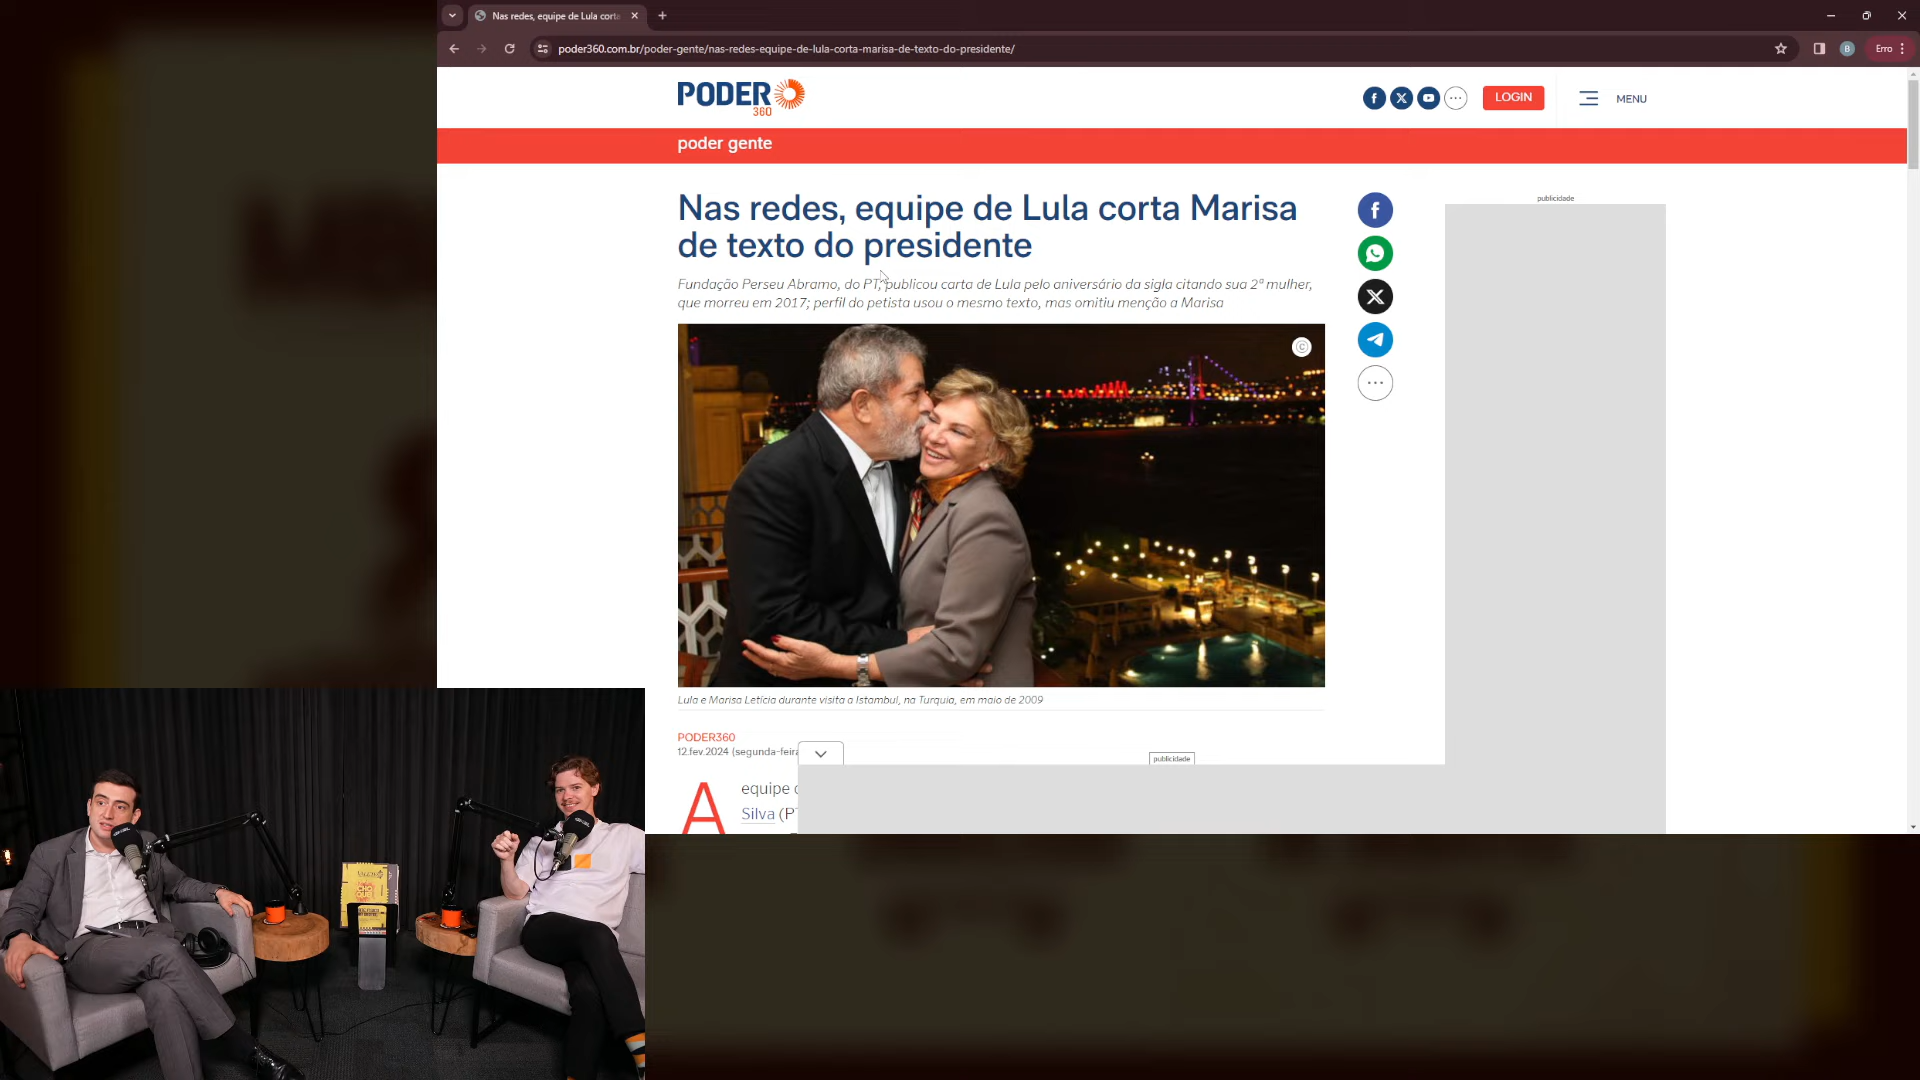 Nas redes, equipe de Lula corta
poder360.com.br/poder-gente/nas-redes-equipe-de-lula-corta-marisa-de-texto-do-presidente/
B
Erro
PODER
360
LOGIN
MENU
poder gente
Nas redes, equipe de Lula corta Marisa
de texto do presidente
publicidade
Fundação Perseu Abramo, do PT, publicou carta de Lula pelo aniversário da sigla citando sua 2ª mulher,
que morreu em 2017; perfil do petista usou o mesmo texto, mas omitiu menção a Marisa
Lula e Marisa Letícia durante visita a Istambul, na Turquia, em maio de 2009
PODER360
12.fev.2024 (segunda-feira
publicidade
A equipe
Silva (P